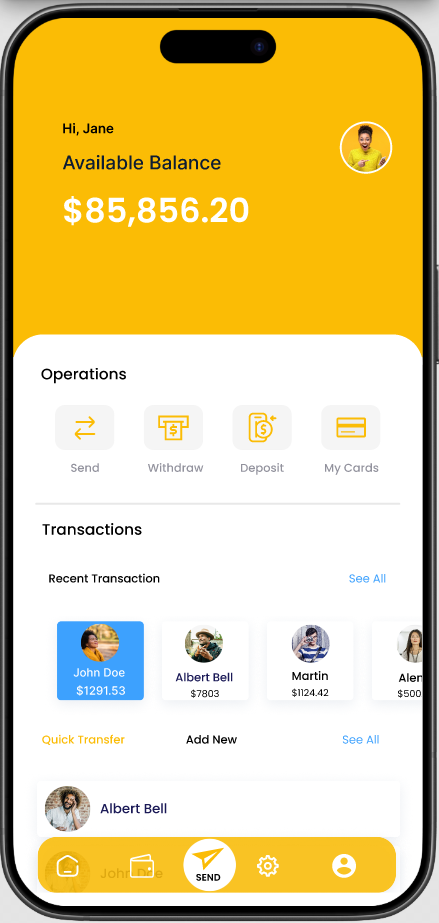 Hi, Jane
Available Balance
$85,856.20
Operations
Send Withdraw Deposit My Cards
Transactions
Recent Transaction See All
John Doe Albert Bell Martin Alen
$1291.53 $7803 $1124.42 $500
Quick Transfer Add New See All
Albert Bell
John Doe
SEND